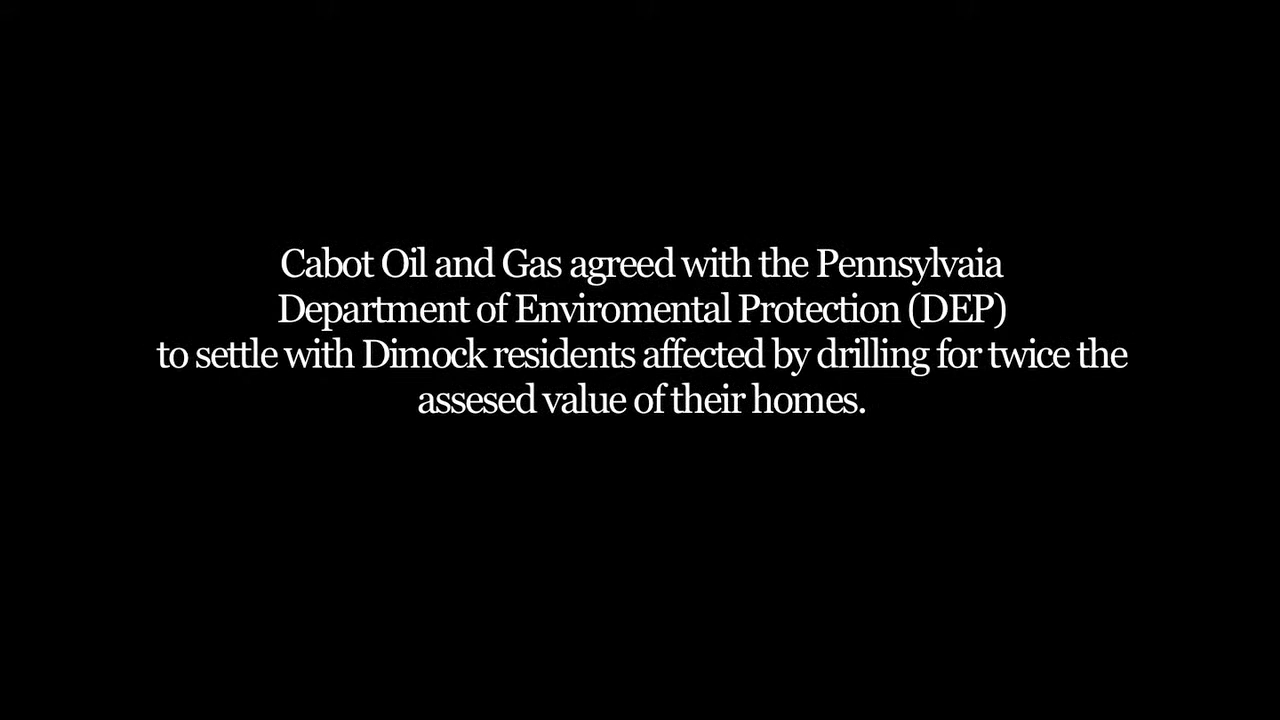 Cabot Oil and Gas agreed with the Pennsylvaia
Department of Enviromental Protection (DEP)
to settle with Dimock residents affected by drilling for twice the
assesed value of their homes.